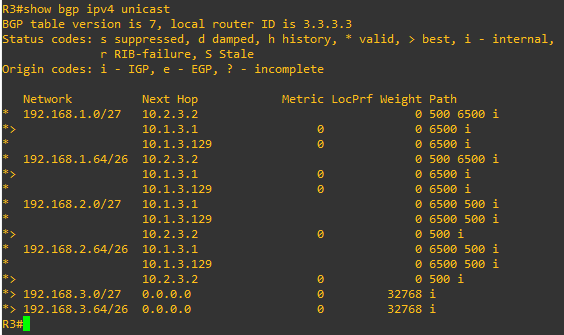 R3#show bgp ipv4 unicast
BGP table version is 7, local router ID is 3.3.3.3
Status codes: s suppressed, d damped, h history, * valid, > best, i - internal,
              r RIB-failure, S Stale
Origin codes: i - IGP, e - EGP, ? - incomplete

   Network          Next Hop            Metric LocPrf Weight Path
*  192.168.1.0/27   10.2.3.2                               0 500 6500 i
*>                  10.1.3.1                 0             0 6500 i
*                   10.1.3.129               0             0 6500 i
*  192.168.1.64/26  10.2.3.2                               0 500 6500 i
*>                  10.1.3.1                 0             0 6500 i
*                   10.1.3.129               0             0 6500 i
*  192.168.2.0/27   10.1.3.1                               0 6500 500 i
*                   10.1.3.129                             0 6500 500 i
*>                  10.2.3.2                 0             0 500 i
*  192.168.2.64/26  10.1.3.1                               0 6500 500 i
*                   10.1.3.129                             0 6500 500 i
*>                  10.2.3.2                 0             0 500 i
*> 192.168.3.0/27   0.0.0.0                  0         32768 i
*> 192.168.3.64/26  0.0.0.0                  0         32768 i
R3#